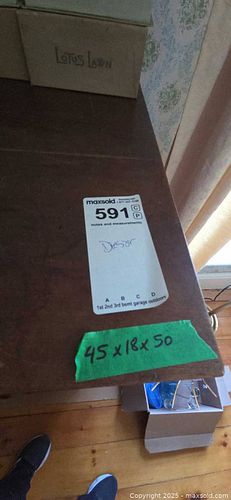 LOTUS LAWN
maxsold
591 C
P
notes and measurements
A B C D
1st 2nd 3rd bsmt garage outdoors
45 x 18 x 50
Copyright © 2025 - maxsold.com